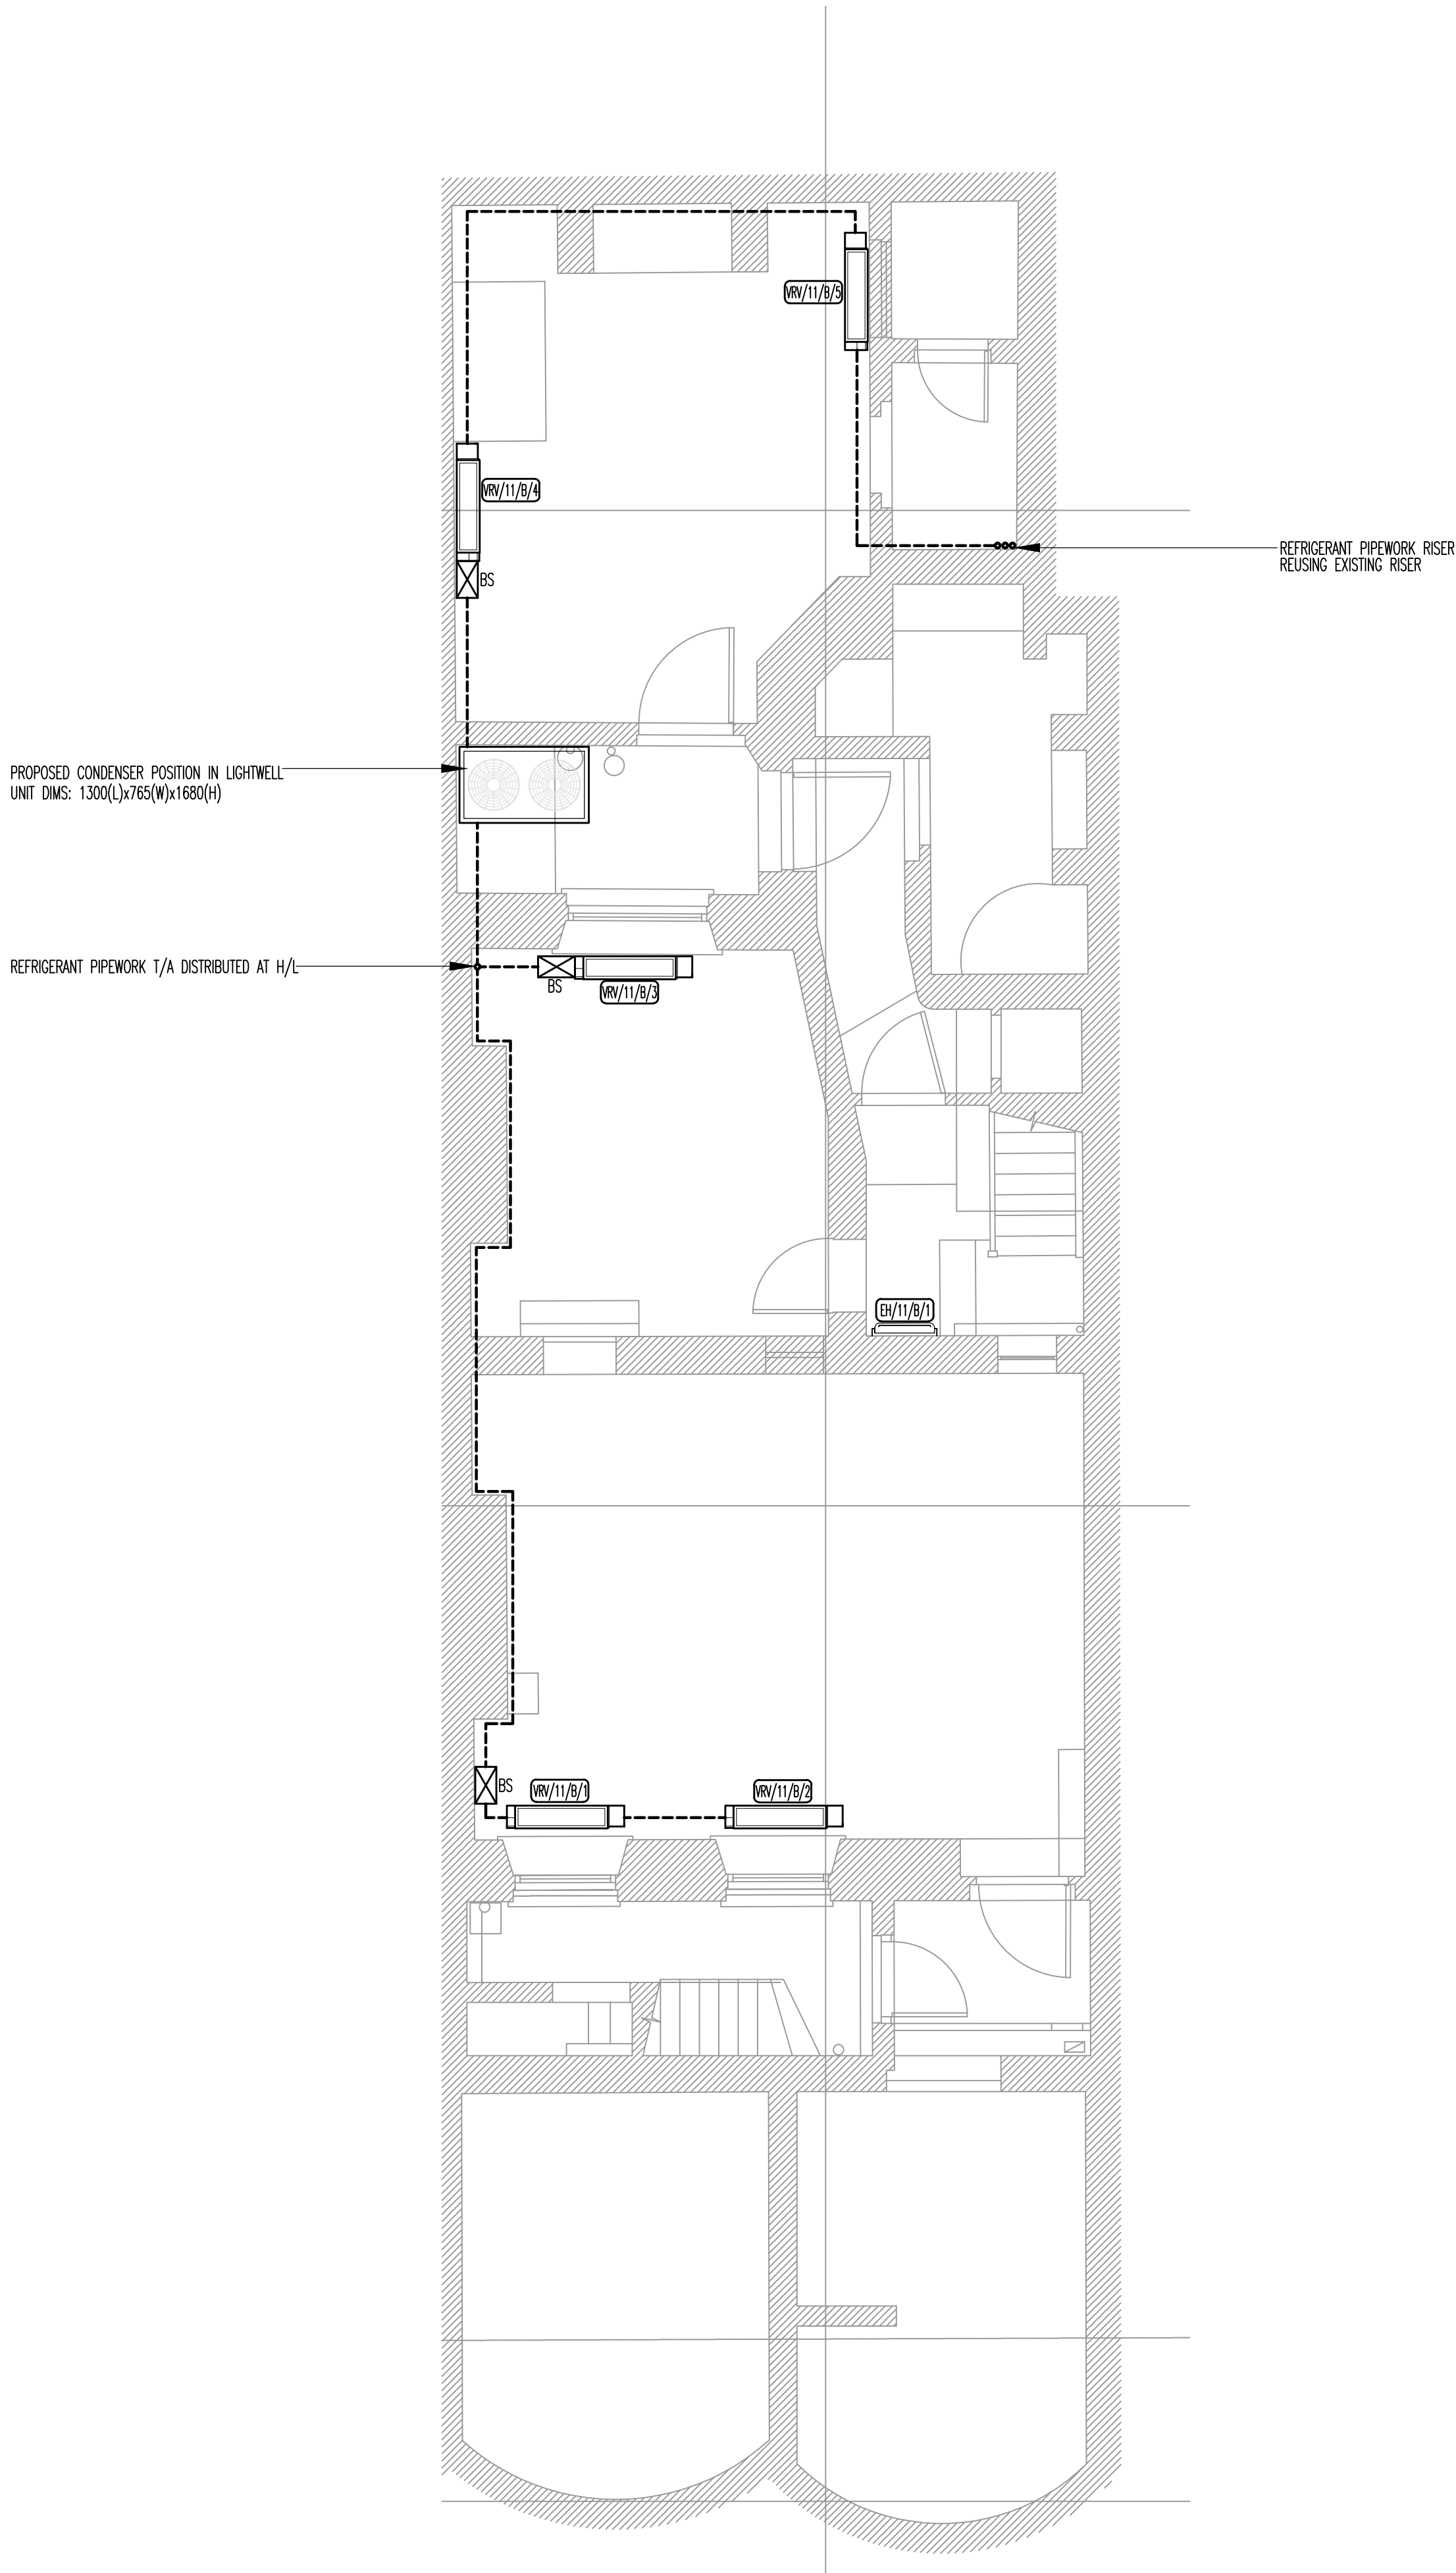 VRV/11/B/5
VRV/11/B/4
REFRIGERANT PIPEWORK RISER
REUSING EXISTING RISER
BS
PROPOSED CONDENSER POSITION IN LIGHTWELL
UNIT DIMS: 1300(L)x765(W)x1680(H)
REFRIGERANT PIPEWORK T/A DISTRIBUTED AT H/L
BS
VRV/11/B/3
EH/11/B/1
BS
VRV/11/B/1
VRV/11/B/2